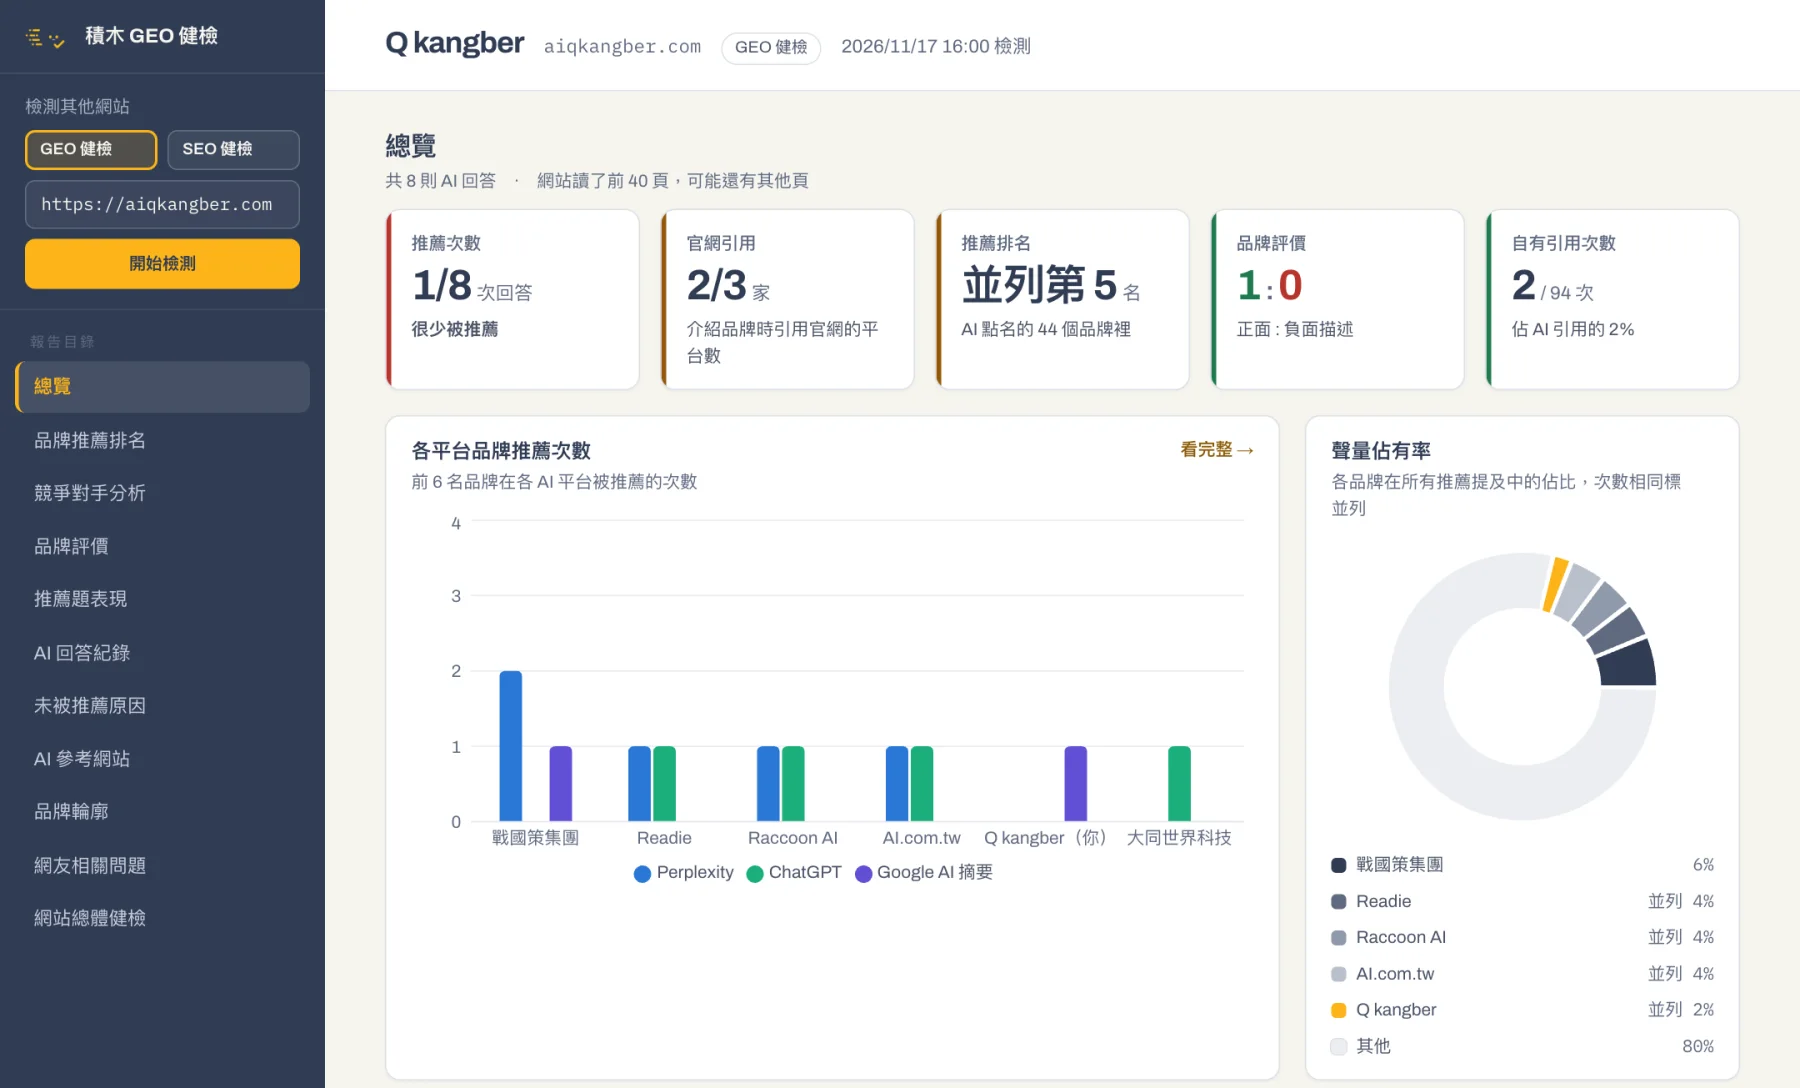 積木 GEO 健檢
檢測其他網站
GEO 健檢
SEO 健檢
https://aiqkangber.com
開始檢測
報告目錄
總覽
品牌推薦排名
競爭對手分析
品牌評價
推薦題表現
AI 回答紀錄
未被推薦原因
AI 參考網站
品牌輪廓
網友相關問題
網站總體健檢
Q kangber aiqkangber.com GEO 健檢 2026/11/17 16:00 檢測
總覽
共 8 則 AI 回答 · 網站讀了前 40 頁，可能還有其他頁
推薦次數
1/8 次回答
很少被推薦
官網引用
2/3 家
介紹品牌時引用官網的平
台數
推薦排名
並列第 5 名
AI 點名的 44 個品牌裡
品牌評價
1 : 0
正面 : 負面描述
自有引用次數
2 / 94 次
佔 AI 引用的 2%
各平台品牌推薦次數
看完整 →
前 6 名品牌在各 AI 平台被推薦的次數
4
3
2
1
0
戰國策集團 Readie Raccoon AI AI.com.tw Q kangber（你） 大同世界科技
Perplexity ChatGPT Google AI 摘要
聲量佔有率
各品牌在所有推薦提及中的佔比，次數相同標
並列
戰國策集團 6%
Readie 並列 4%
Raccoon AI 並列 4%
AI.com.tw 並列 4%
Q kangber 並列 2%
其他 80%